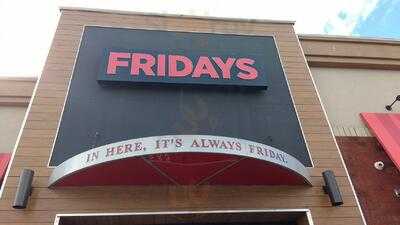 FRIDAYS
IN HERE, IT'S ALWAYS FRIDAY.